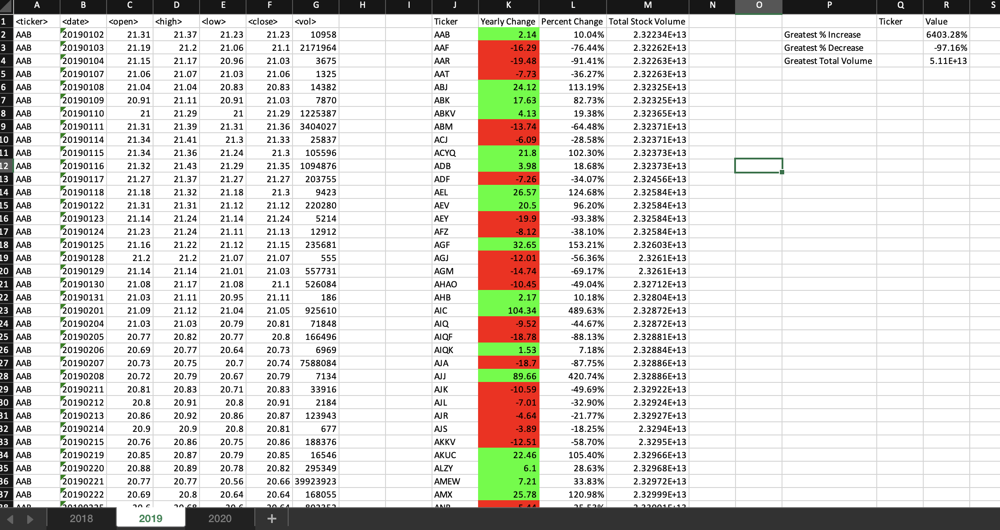 A B C D E F G H I J K L M N O P Q R S
1 <ticker> <date> <open> <high> <low> <close> <vol> Ticker Yearly Change Percent Change Total Stock Volume Ticker Value
2 AAB 20190102 21.31 21.37 21.23 21.23 10958 AAB 2.14 10.04% 2.32234E+13 Greatest % Increase 6403.28%
3 AAB 20190103 21.19 21.2 21.06 21.1 2171964 AAF -16.29 -76.44% 2.32262E+13 Greatest % Decrease -97.16%
4 AAB 20190104 21.15 21.17 20.96 21.03 3675 AAR -19.48 -91.41% 2.32263E+13 Greatest Total Volume 5.11E+13
5 AAB 20190107 21.06 21.07 21.03 21.06 1325 AAT -7.73 -36.27% 2.32263E+13
6 AAB 20190108 21.04 21.04 20.83 20.83 14382 ABJ 24.12 113.19% 2.32325E+13
7 AAB 20190109 20.91 21.11 20.91 21.03 7870 ABK 17.63 82.73% 2.32325E+13
8 AAB 20190110 21 21.29 21 21.29 1225387 ABKV 4.13 19.38% 2.32365E+13
9 AAB 20190111 21.31 21.39 21.31 21.36 3404027 ABM -13.74 -64.48% 2.32371E+13
10 AAB 20190114 21.34 21.41 21.3 21.33 25837 ACJ -6.09 -28.58% 2.32371E+13
11 AAB 20190115 21.34 21.36 21.24 21.3 105596 ACYQ 21.8 102.30% 2.32373E+13
12 AAB 20190116 21.32 21.43 21.29 21.35 1094876 ADB 3.98 18.68% 2.32373E+13
13 AAB 20190117 21.27 21.37 21.27 21.27 203755 ADF -7.26 -34.07% 2.32456E+13
14 AAB 20190118 21.18 21.32 21.18 21.3 9423 AEL 26.57 124.68% 2.32584E+13
15 AAB 20190122 21.31 21.31 21.12 21.12 220280 AEV 20.5 96.20% 2.32584E+13
16 AAB 20190123 21.14 21.24 21.14 21.24 5214 AEY -19.9 -93.38% 2.32584E+13
17 AAB 20190124 21.23 21.24 21.11 21.13 12912 AFZ -8.12 -38.10% 2.32584E+13
18 AAB 20190125 21.16 21.22 21.12 21.15 235681 AGF 32.65 153.21% 2.32603E+13
19 AAB 20190128 21.2 21.2 21.07 21.07 555 AGJ -12.01 -56.36% 2.3261E+13
20 AAB 20190129 21.14 21.14 21.01 21.03 557731 AGM -14.74 -69.17% 2.3261E+13
21 AAB 20190130 21.08 21.17 21.08 21.1 526084 AHAO -10.45 -49.04% 2.32712E+13
22 AAB 20190131 21.03 21.11 20.95 21.11 186 AHB 2.17 10.18% 2.32804E+13
23 AAB 20190201 21.09 21.12 21.04 21.05 925610 AIC 104.34 489.63% 2.32872E+13
24 AAB 20190204 21.03 21.03 20.79 20.81 71848 AIQ -9.52 -44.67% 2.32872E+13
25 AAB 20190205 20.77 20.82 20.77 20.8 166496 AIQF -18.78 -88.13% 2.32881E+13
26 AAB 20190206 20.69 20.77 20.64 20.73 6969 AIQK 1.53 7.18% 2.32884E+13
27 AAB 20190207 20.73 20.75 20.7 20.74 7588084 AJA -18.7 -87.75% 2.32886E+13
28 AAB 20190208 20.72 20.79 20.67 20.79 7134 AJJ 89.66 420.74% 2.32886E+13
29 AAB 20190211 20.81 20.83 20.71 20.83 33916 AJK -10.59 -49.69% 2.32922E+13
30 AAB 20190212 20.8 20.91 20.8 20.91 2184 AJL -7.01 -32.90% 2.32924E+13
31 AAB 20190213 20.86 20.92 20.86 20.87 123943 AJR -4.64 -21.77% 2.32927E+13
32 AAB 20190214 20.9 20.9 20.8 20.81 677 AJS -3.89 -18.25% 2.3294E+13
33 AAB 20190215 20.76 20.86 20.75 20.86 188376 AKKV -12.51 -58.70% 2.3295E+13
34 AAB 20190219 20.85 20.87 20.79 20.85 16546 AKUC 22.46 105.40% 2.32966E+13
35 AAB 20190220 20.88 20.89 20.78 20.82 295349 ALZY 6.1 28.63% 2.32968E+13
36 AAB 20190221 20.77 20.77 20.56 20.66 39923923 AMEW 7.21 33.83% 2.32972E+13
37 AAB 20190222 20.69 20.8 20.64 20.64 168055 AMX 25.78 120.98% 2.32999E+13
2018 2019 2020 +